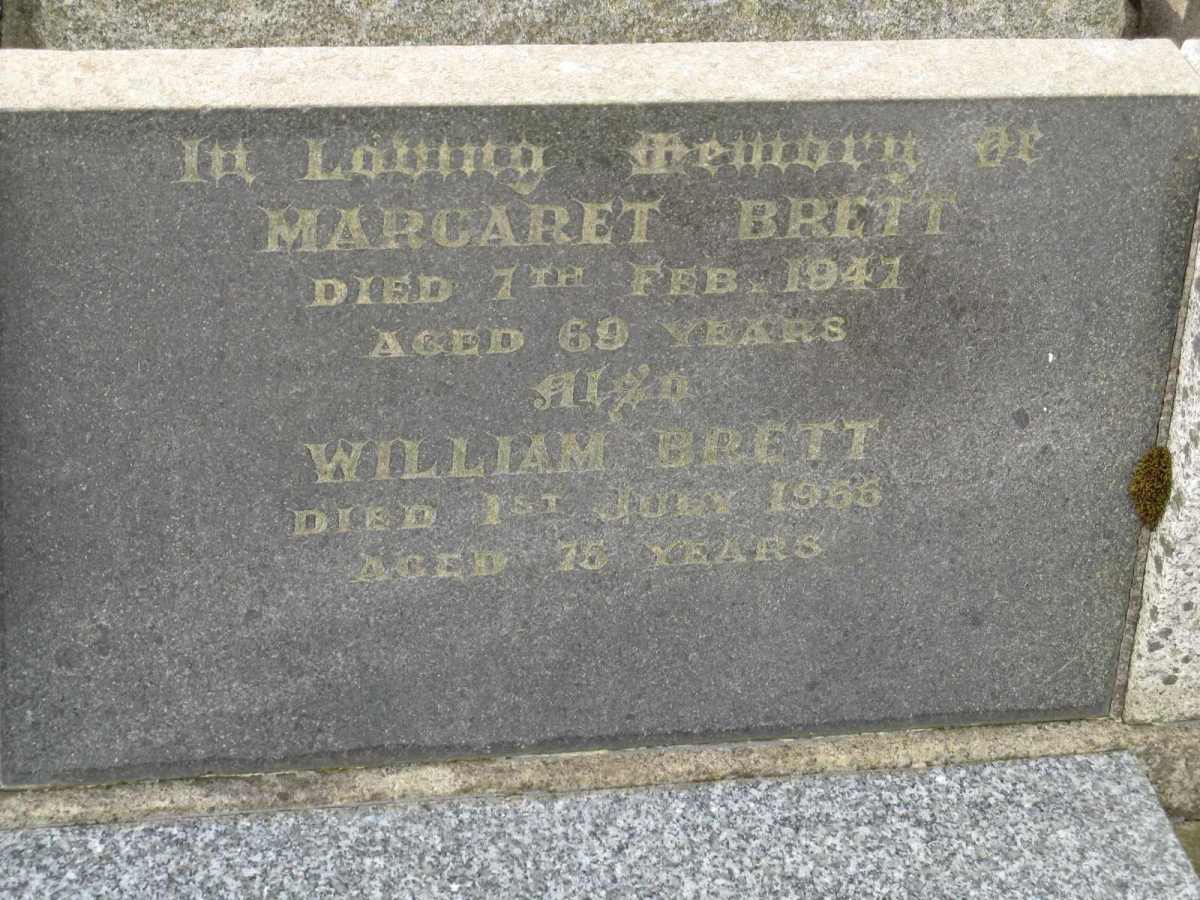 In Loving Memory Of
MARGARET BRETT
DIED 7TH FEB. 1947
AGED 69 YEARS
Also
WILLIAM BRETT
DIED 1ST JULY 1956
AGED 75 YEARS